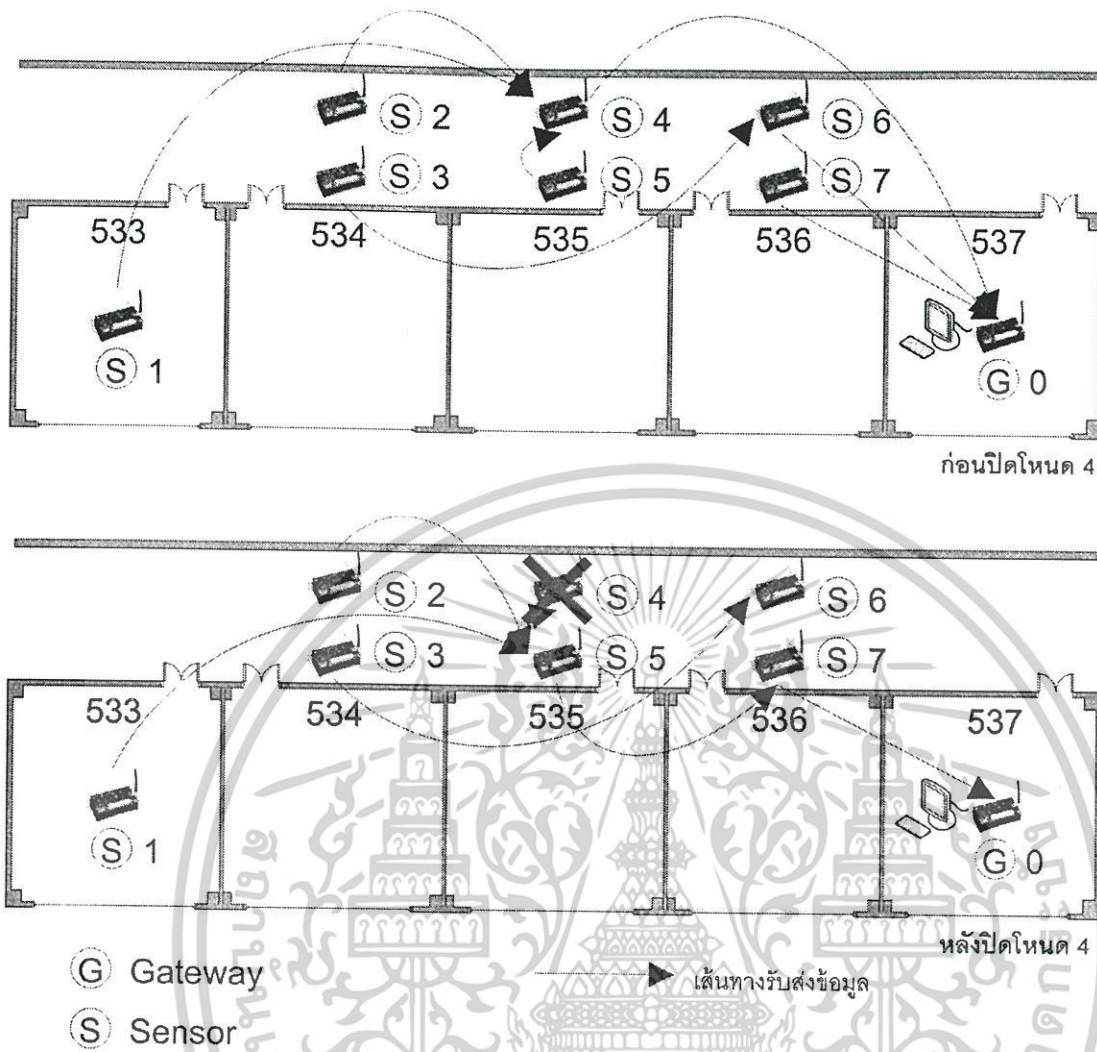 S 2 S 4 S 6
S 3 S 5 S 7
533 534 535 536 537
S 1 G 0
ก่อนปิดโหนด 4
S 2 S 4 S 6
S 3 S 5 S 7
533 534 535 536 537
S 1 G 0
หลังปิดโหนด 4
G Gateway
เส้นทางรับส่งข้อมูล
S Sensor